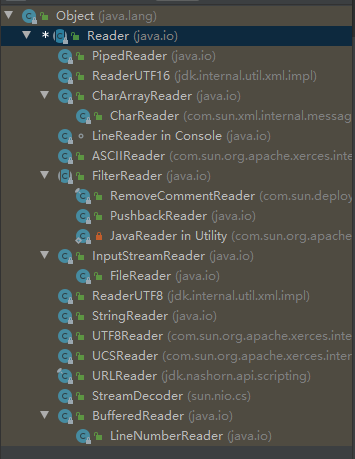 Object (java.lang)
* Reader (java.io)
PipedReader (java.io)
ReaderUTF16 (jdk.internal.util.xml.impl)
CharArrayReader (java.io)
CharReader (com.sun.xml.internal.messag
LineReader in Console (java.io)
ASCIIReader (com.sun.org.apache.xerces.inte
FilterReader (java.io)
RemoveCommentReader (com.sun.deploy
PushbackReader (java.io)
JavaReader in Utility (com.sun.org.apache
InputStreamReader (java.io)
FileReader (java.io)
ReaderUTF8 (jdk.internal.util.xml.impl)
StringReader (java.io)
UTF8Reader (com.sun.org.apache.xerces.inter
UCSReader (com.sun.org.apache.xerces.intern
URLReader (jdk.nashorn.api.scripting)
StreamDecoder (sun.nio.cs)
BufferedReader (java.io)
LineNumberReader (java.io)